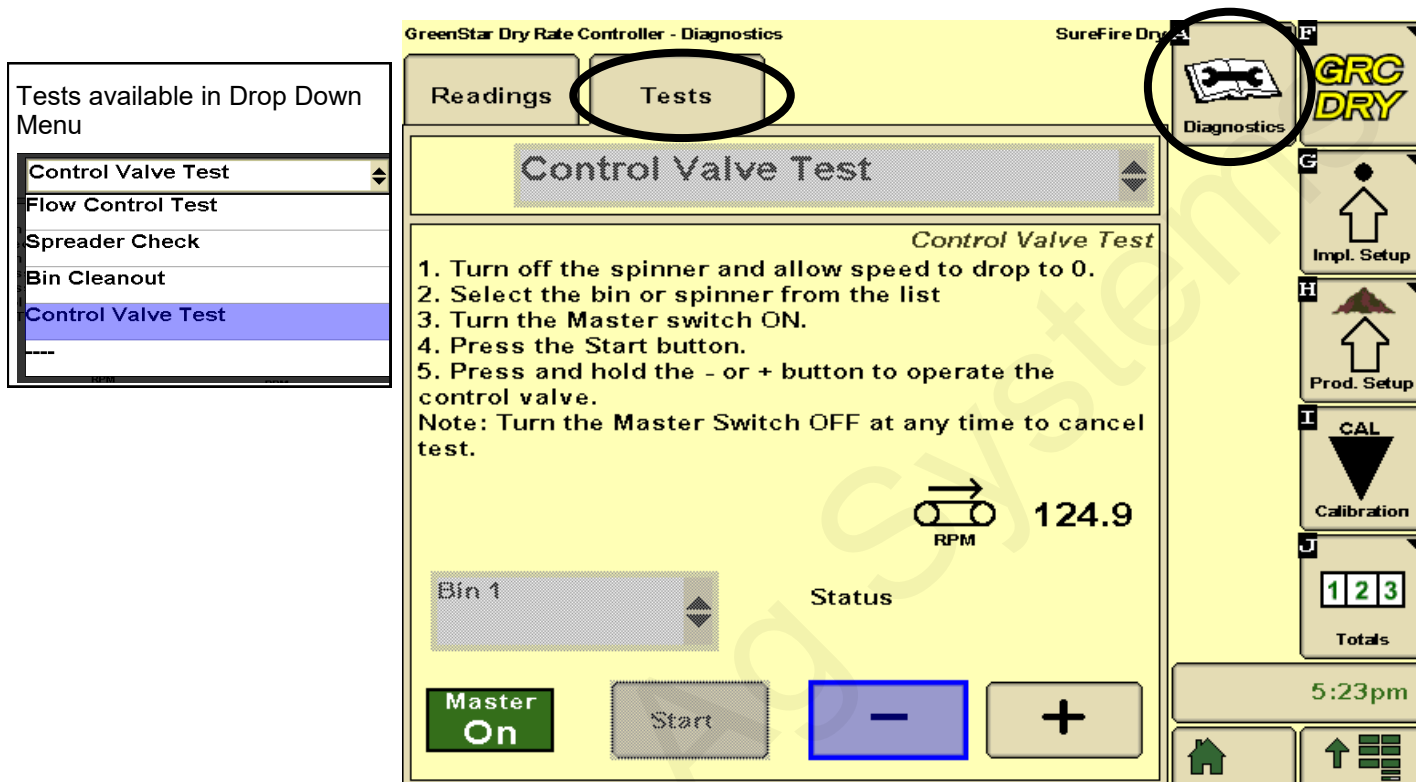 Tests available in Drop Down
Menu
Control Valve Test
Flow Control Test
Spreader Check
Bin Cleanout
Control Valve Test
----
RPM RPM
GreenStar Dry Rate Controller - Diagnostics SureFire Dry
Readings Tests
Control Valve Test
Control Valve Test
1. Turn off the spinner and allow speed to drop to 0.
2. Select the bin or spinner from the list
3. Turn the Master switch ON.
4. Press the Start button.
5. Press and hold the - or + button to operate the
control valve.
Note: Turn the Master Switch OFF at any time to cancel
test.
124.9
RPM
Bin 1
Status
Master
On
Start
-
+
A
Diagnostics
F
GRC
DRY
G
Impl. Setup
H
Prod. Setup
I
CAL
Calibration
J
1 2 3
Totals
5:23pm
Ag Systems